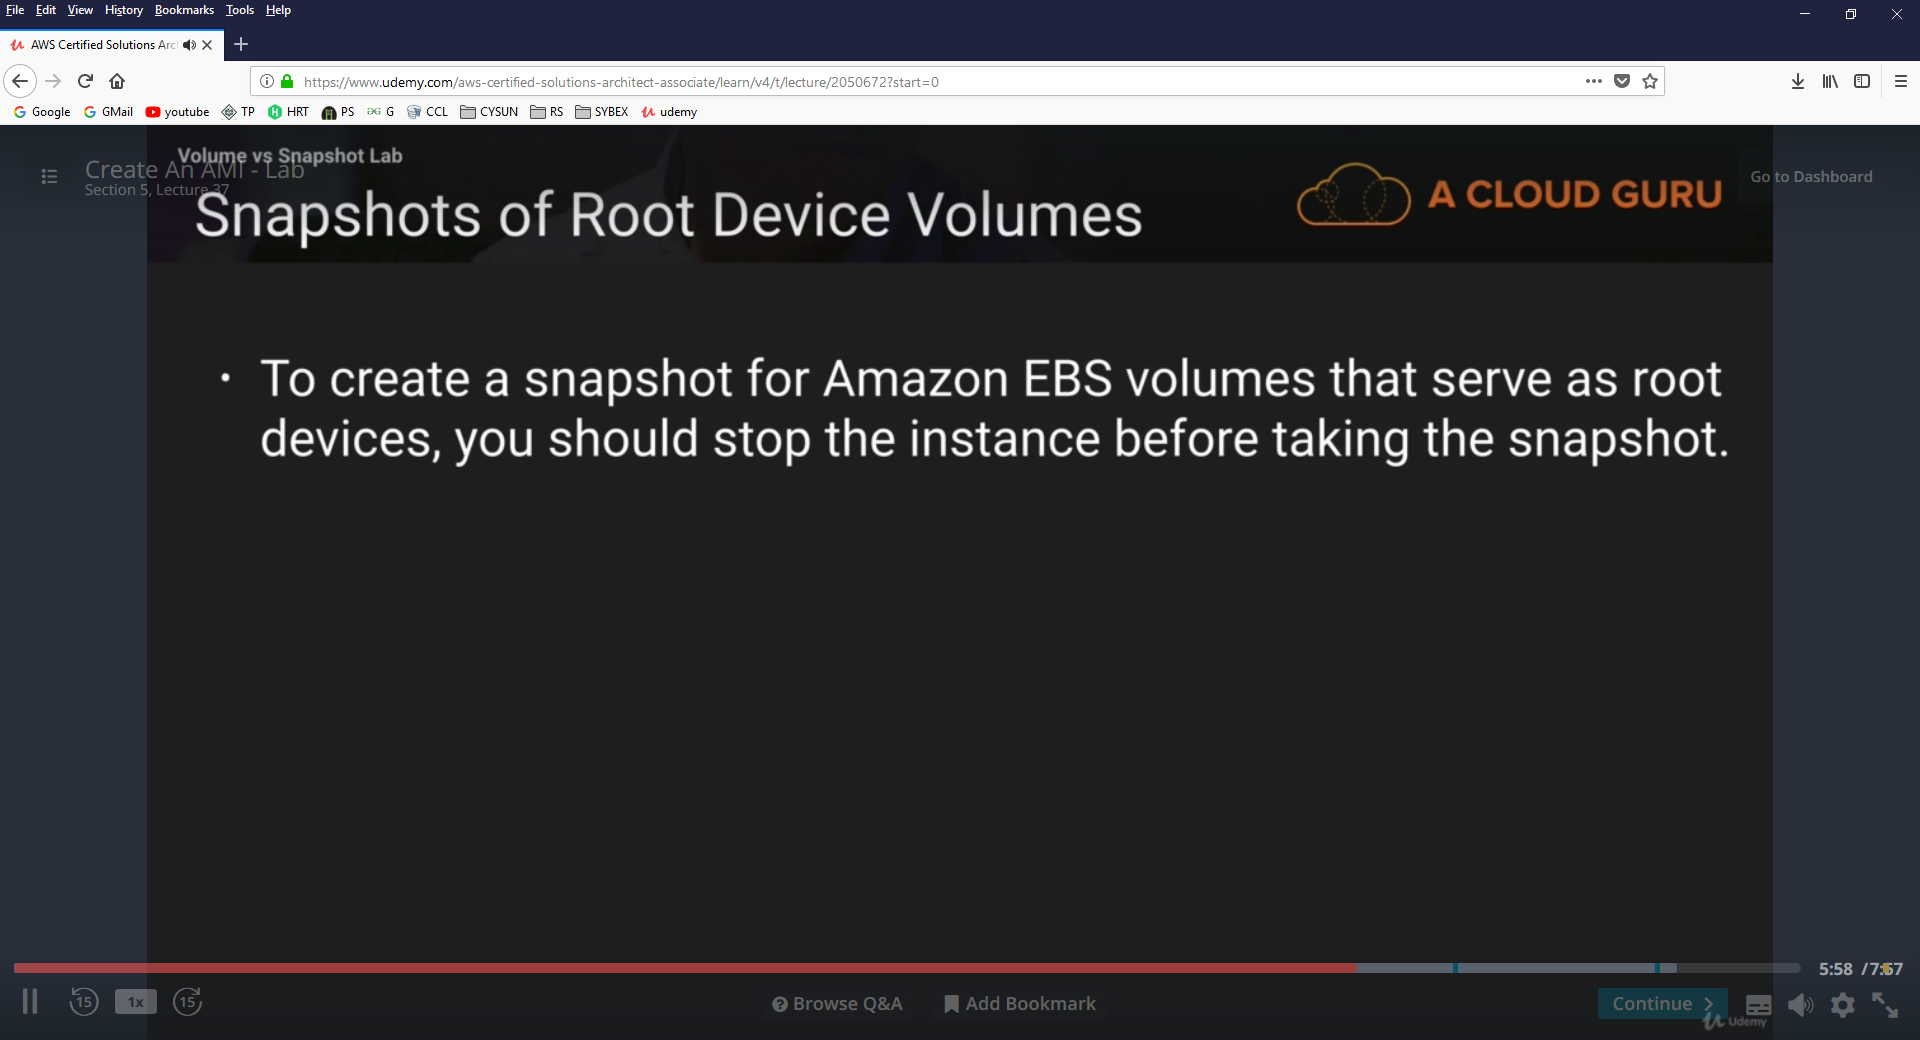 File Edit View History Bookmarks Tools Help
AWS Certified Solutions Arc
https://www.udemy.com/aws-certified-solutions-architect-associate/learn/v4/t/lecture/2050672?start=0
Google GMail youtube TP HRT PS G CCL CYSUN RS SYBEX udemy
Volume vs Snapshot Lab
Create An AMI - Lab
Section 5, Lecture 37
Snapshots of Root Device Volumes
A CLOUD GURU
Go to Dashboard
• To create a snapshot for Amazon EBS volumes that serve as root
devices, you should stop the instance before taking the snapshot.
5:58 /7:57
15 1x 15
Browse Q&A Add Bookmark
Continue
Udemy